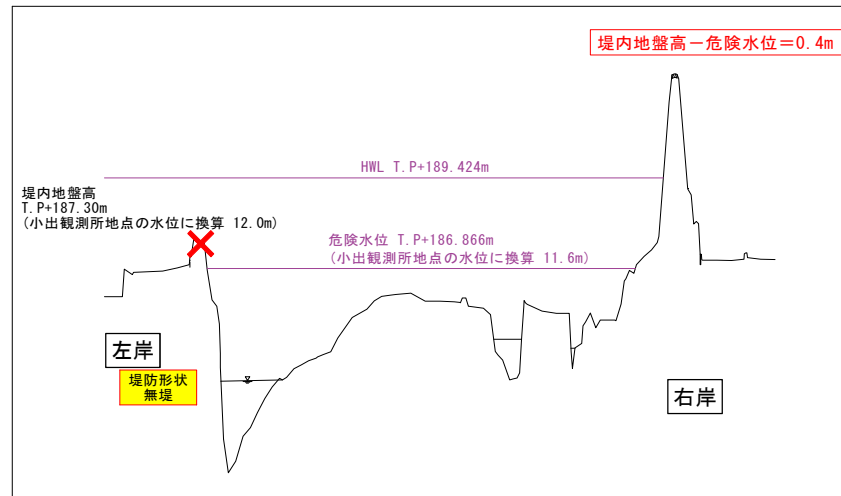 堤内地盤高－危険水位＝0.4m
HWL T.P+189.424m
堤内地盤高
T.P+187.30m
(小出観測所地点の水位に換算 12.0m)
危険水位 T.P+186.866m
(小出観測所地点の水位に換算 11.6m)
左岸
堤防形状
無堤
右岸